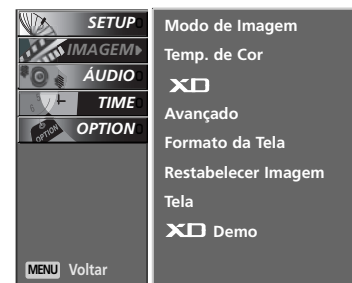 SETUP
IMAGEM
ÁUDIO
TIME
OPTION
OPTION
MENU Voltar
Modo de Imagem
Temp. de Cor
XD
Avançado
Formato da Tela
Restabelecer Imagem
Tela
XD Demo